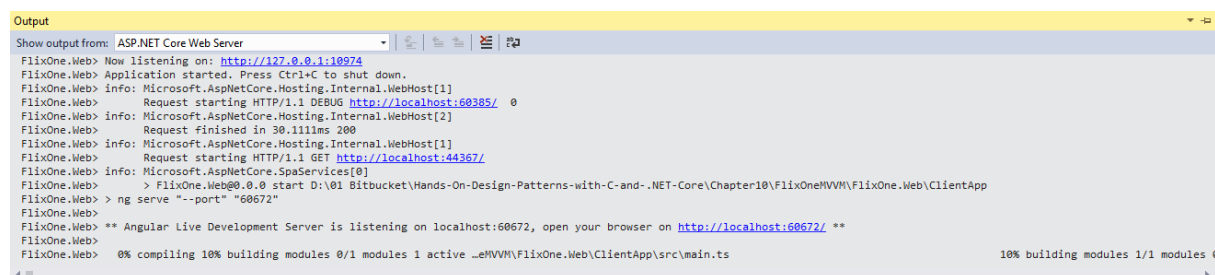 Output
Show output from: ASP.NET Core Web Server
FlixOne.Web> Now listening on: http://127.0.0.1:10974
FlixOne.Web> Application started. Press Ctrl+C to shut down.
FlixOne.Web> info: Microsoft.AspNetCore.Hosting.Internal.WebHost[1]
FlixOne.Web>       Request starting HTTP/1.1 DEBUG http://localhost:60385/  0
FlixOne.Web> info: Microsoft.AspNetCore.Hosting.Internal.WebHost[2]
FlixOne.Web>       Request finished in 30.1111ms 200
FlixOne.Web> info: Microsoft.AspNetCore.Hosting.Internal.WebHost[1]
FlixOne.Web>       Request starting HTTP/1.1 GET http://localhost:44367/
FlixOne.Web> info: Microsoft.AspNetCore.SpaServices[0]
FlixOne.Web>       > FlixOne.Web@0.0.0 start D:\01 Bitbucket\Hands-On-Design-Patterns-with-C-and-.NET-Core\Chapter10\FlixOneMVVM\FlixOne.Web\ClientApp
FlixOne.Web> > ng serve "--port" "60672"
FlixOne.Web>
FlixOne.Web> ** Angular Live Development Server is listening on localhost:60672, open your browser on http://localhost:60672/ **
FlixOne.Web>
FlixOne.Web>   0% compiling 10% building modules 0/1 modules 1 active …eMVVM\FlixOne.Web\ClientApp\src\main.ts 10% building modules 1/1 modules